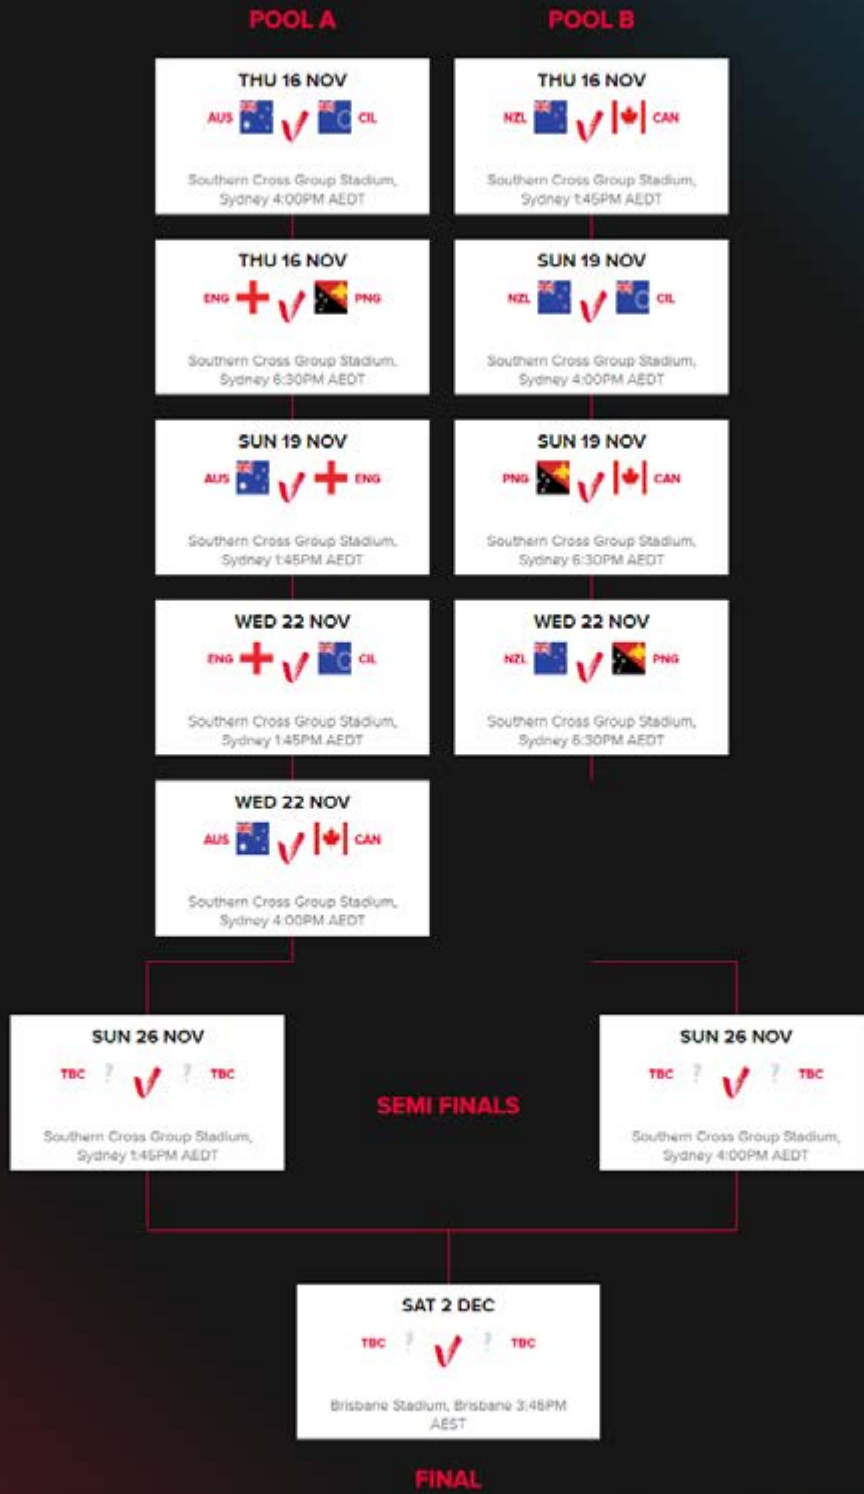 POOL A
THU 16 NOV
AUS V CIL
Southern Cross Group Stadium,
Sydney 4:00PM AEDT
THU 16 NOV
ENG V PNG
Southern Cross Group Stadium,
Sydney 6:30PM AEDT
SUN 19 NOV
AUS V ENG
Southern Cross Group Stadium,
Sydney 1:45PM AEDT
WED 22 NOV
ENG V CIL
Southern Cross Group Stadium,
Sydney 1:45PM AEDT
WED 22 NOV
AUS V CAN
Southern Cross Group Stadium,
Sydney 4:00PM AEDT
POOL B
THU 16 NOV
NZL V CAN
Southern Cross Group Stadium,
Sydney 1:45PM AEDT
SUN 19 NOV
NZL V CIL
Southern Cross Group Stadium,
Sydney 4:00PM AEDT
SUN 19 NOV
PNG V CAN
Southern Cross Group Stadium,
Sydney 6:30PM AEDT
WED 22 NOV
NZL V PNG
Southern Cross Group Stadium,
Sydney 6:30PM AEDT
SUN 26 NOV
TBC ? V ? TBC
Southern Cross Group Stadium,
Sydney 1:45PM AEDT
SEMI FINALS
SUN 26 NOV
TBC ? V ? TBC
Southern Cross Group Stadium,
Sydney 4:00PM AEDT
SAT 2 DEC
TBC ? V ? TBC
Brisbane Stadium, Brisbane 3:45PM
AEST
FINAL